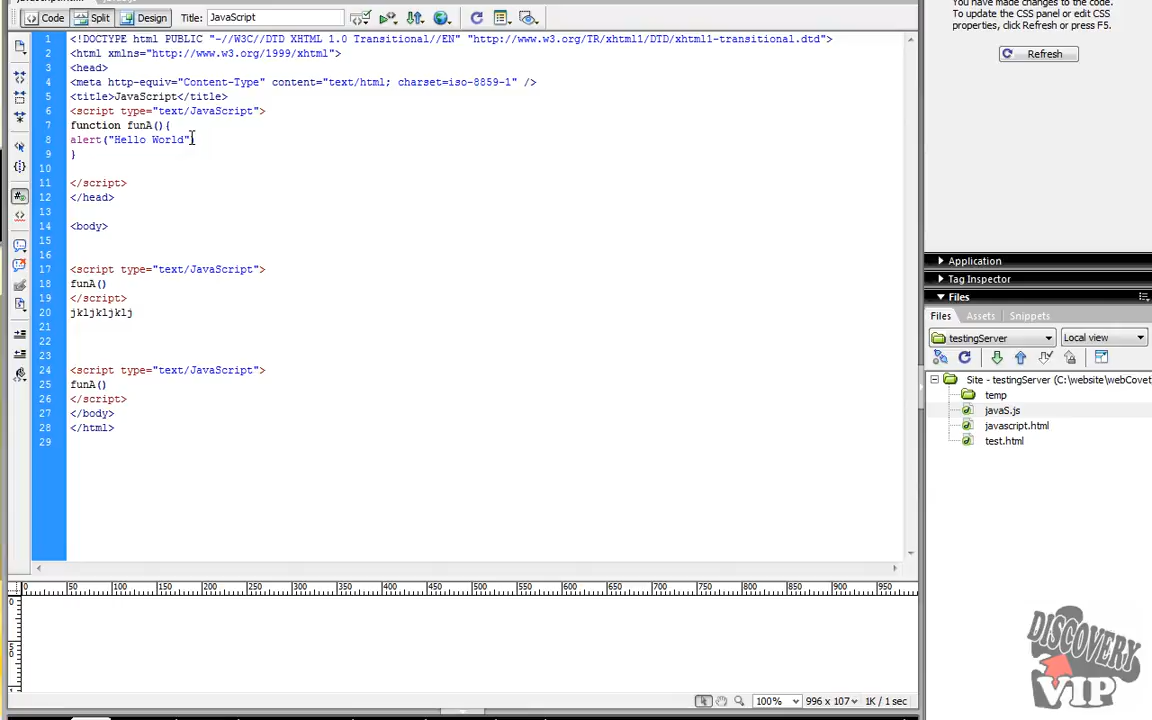 Code Split Design Title: JavaScript
You have made changes to the code.
To update the CSS panel or edit CSS
properties, click Refresh or press F5.
Refresh
1 <!DOCTYPE html PUBLIC "-//W3C//DTD XHTML 1.0 Transitional//EN" "http://www.w3.org/TR/xhtml1/DTD/xhtml1-transitional.dtd">
2 <html xmlns="http://www.w3.org/1999/xhtml">
3 <head>
4 <meta http-equiv="Content-Type" content="text/html; charset=iso-8859-1" />
5 <title>JavaScript</title>
6 <script type="text/JavaScript">
7 function funA(){
8 alert("Hello World")
9 }
10
11 </script>
12 </head>
13
14 <body>
15
16
17 <script type="text/JavaScript">
18 funA()
19 </script>
20 jkljkljklj
21
22
23
24 <script type="text/JavaScript">
25 funA()
26 </script>
27 </body>
28 </html>
29
Application
Tag Inspector
Files
Files Assets Snippets
testingServer Local view
Site - testingServer (C:\website\webCovet
temp
javaS.js
javascript.html
test.html
0 50 100 150 200 250 300 350 400 450 500 550 600 650 700 750 800 850 900 950
0
5
0
1
100% 996 x 107 1K / 1 sec
DISCOVERY
VIP